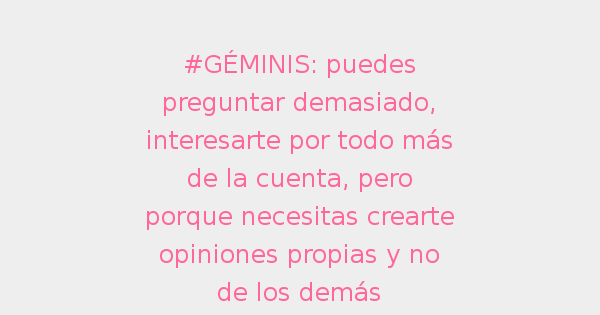 #GÉMINIS: puedes
preguntar demasiado,
interesarte por todo más
de la cuenta, pero
porque necesitas crearte
opiniones propias y no
de los demás